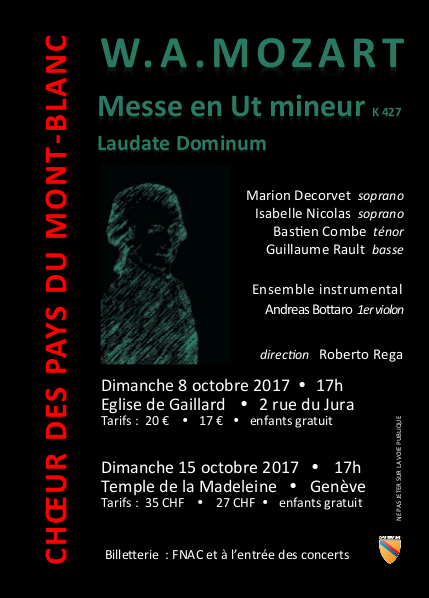 CHŒUR DES PAYS DU MONT-BLANC
W.A.MOZART
Messe en Ut mineur K 427
Laudate Dominum
Marion Decorvet soprano
Isabelle Nicolas soprano
Bastien Combe ténor
Guillaume Rault basse
Ensemble instrumental
Andreas Bottaro 1er violon
direction Roberto Rega
Dimanche 8 octobre 2017 • 17h
Eglise de Gaillard • 2 rue du Jura
Tarifs : 20 € • 17 € • enfants gratuit
Dimanche 15 octobre 2017 • 17h
Temple de la Madeleine • Genève
Tarifs : 35 CHF • 27 CHF • enfants gratuit
Billetterie : FNAC et à l'entrée des concerts
NE PAS JETER SUR LA VOIE PUBLIQUE